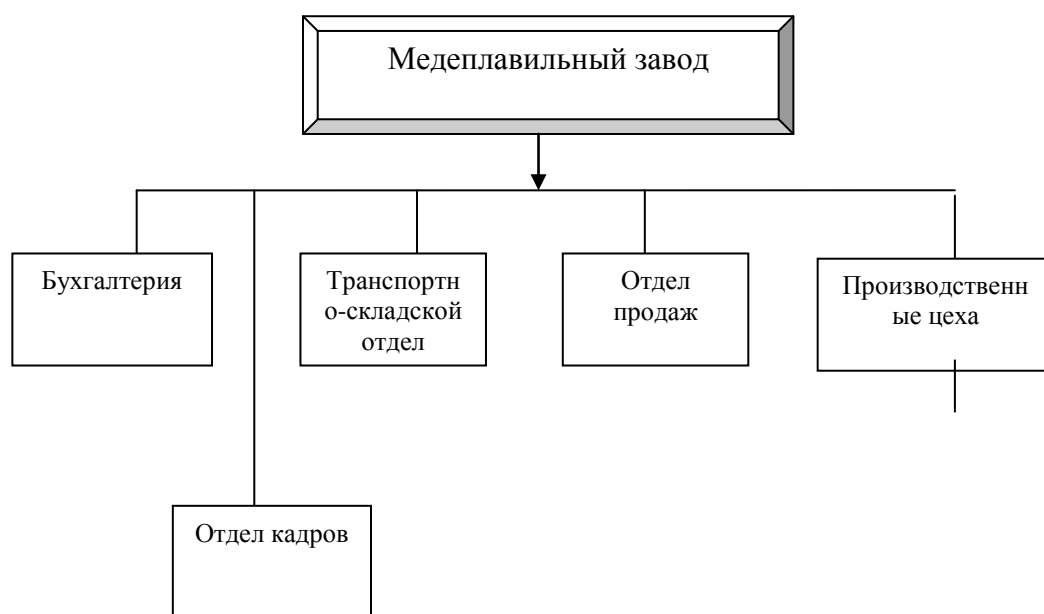 Медеплавильный завод
Бухгалтерия
Транспортн
о-складской
отдел
Отдел
продаж
Производственн
ые цеха
Отдел кадров